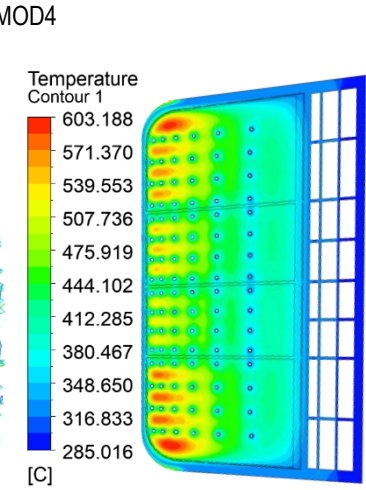 MOD4
Temperature
Contour 1
603.188
571.370
539.553
507.736
475.919
444.102
412.285
380.467
348.650
316.833
285.016
[C]